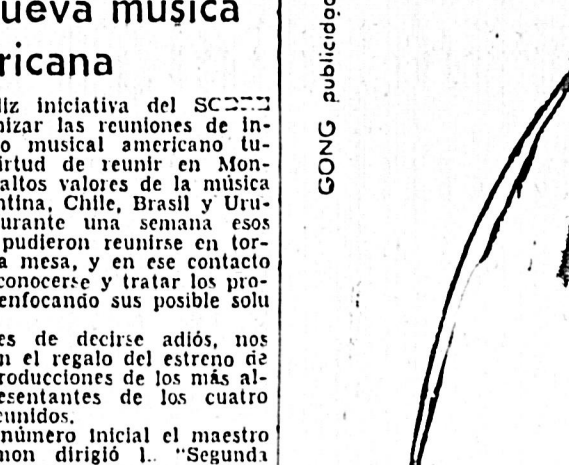 ueva música
ricana
liz iniciativa del
nizar las reuniones de in-
o musical americano tu-
irtud de reunir en Mon-
altos valores de la música
ntina, Chile, Brasil y Uru-
urante una semana esos
pudieron reunirse en tor-
a mesa, y en ese contacto
conocerse y tratar los pro-
enfocando sus posible solu
es de decirse adiós, nos
n el regalo del estreno de
roducciones de los más al-
esentantes de los cuatro
eunidos.
número inicial el maestro
mon dirigió "Segunda
GONG publicidad